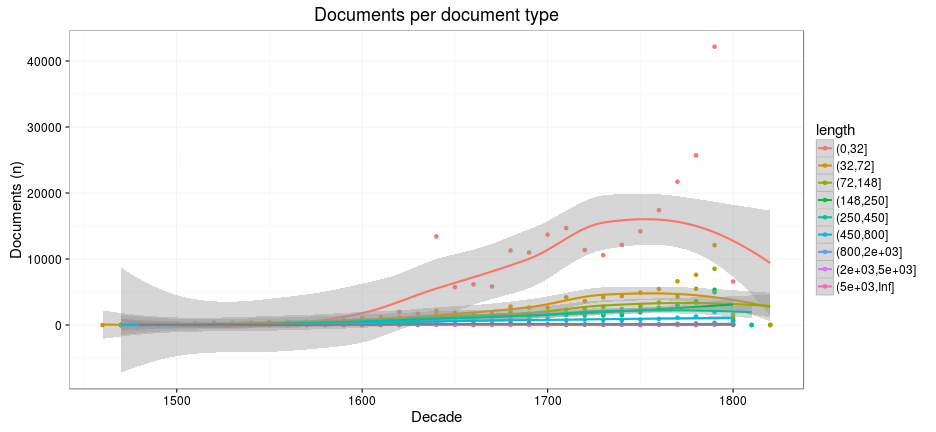 Documents per document type
Documents (n)
40000
30000
20000
10000
0
1500
1600
1700
1800
Decade
length
(0,32]
(32,72]
(72,148]
(148,250]
(250,450]
(450,800]
(800,2e+03]
(2e+03,5e+03]
(5e+03,Inf]